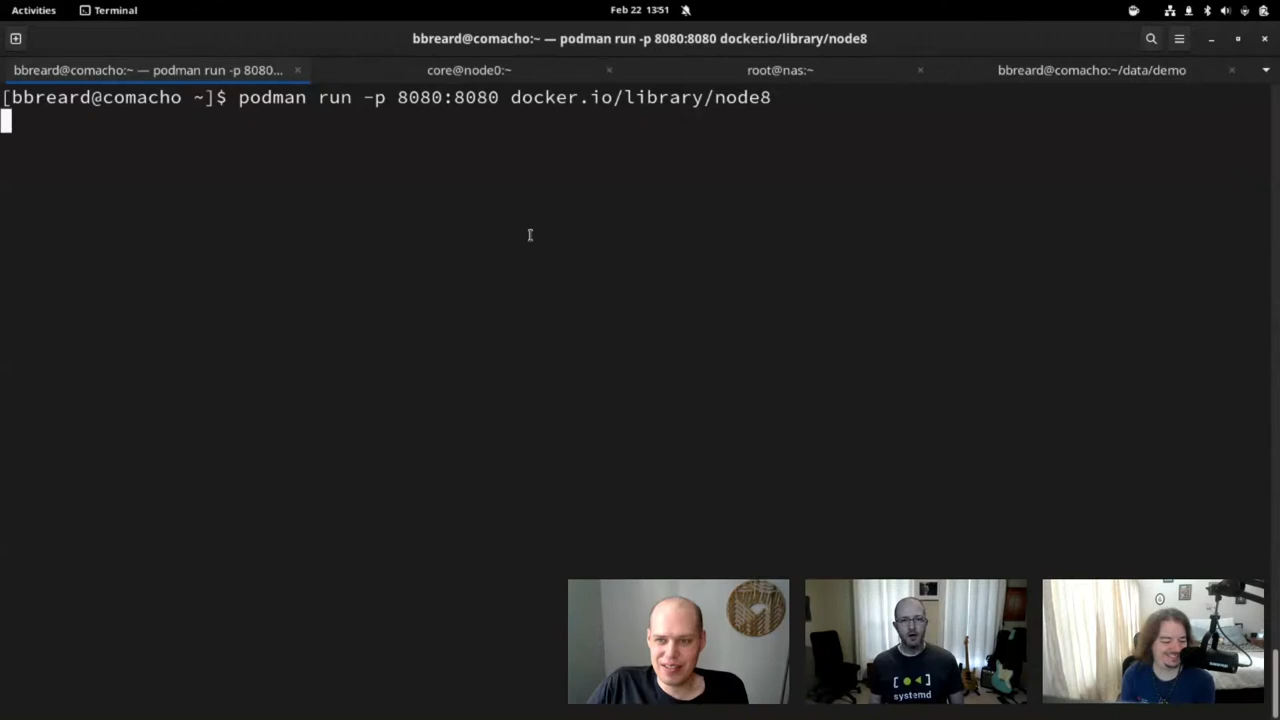 Activities
Terminal
Feb 22 13:51
bbreard@comacho:~ — podman run -p 8080:8080 docker.io/library/node8
bbreard@comacho:~ — podman run -p 8080...
core@node0:~
root@nas:~
bbreard@comacho:~/data/demo
[bbreard@comacho ~]$ podman run -p 8080:8080 docker.io/library/node8
systemd